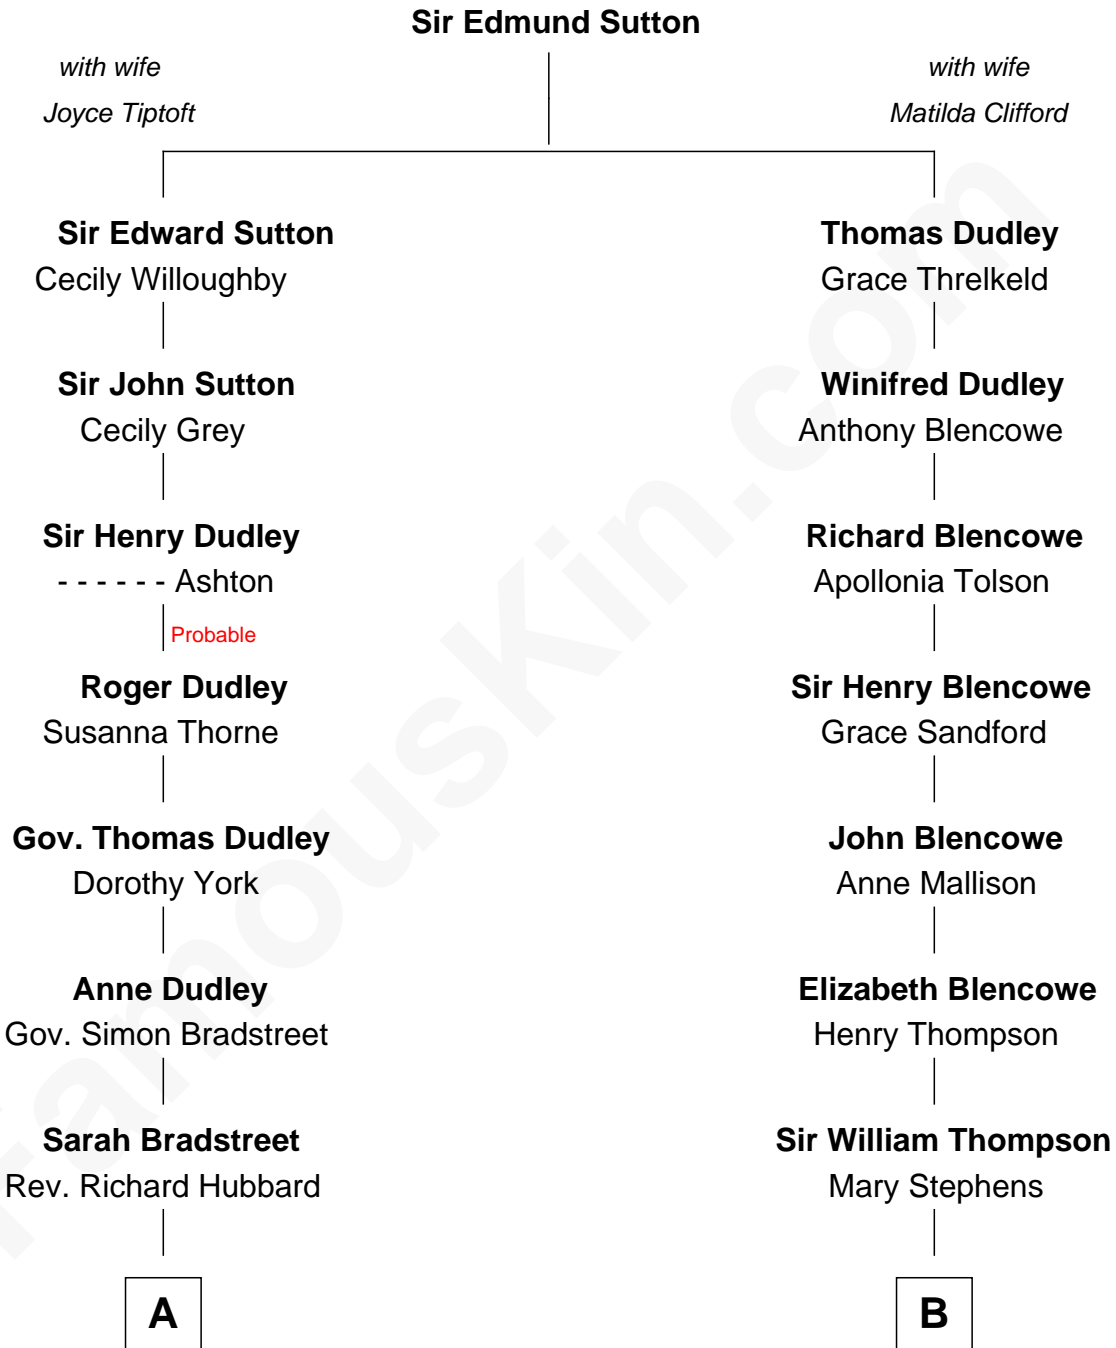 Sir Edmund Sutton
with wife
Joyce Tiptoft
with wife
Matilda Clifford
Sir Edward Sutton
Cecily Willoughby
Thomas Dudley
Grace Threlkeld
Sir John Sutton
Cecily Grey
Winifred Dudley
Anthony Blencowe
Sir Henry Dudley
- - - - - - Ashton
Richard Blencowe
Apollonia Tolson
Probable
Roger Dudley
Susanna Thorne
Sir Henry Blencowe
Grace Sandford
Gov. Thomas Dudley
Dorothy York
John Blencowe
Anne Mallison
Anne Dudley
Gov. Simon Bradstreet
Elizabeth Blencowe
Henry Thompson
Sarah Bradstreet
Rev. Richard Hubbard
Sir William Thompson
Mary Stephens
A
B
FamousKin.com